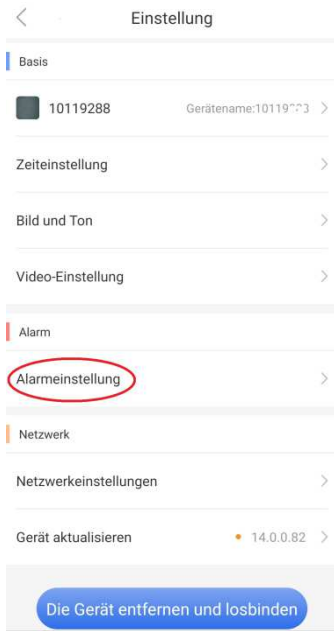 Einstellung
Basis
10119288 Gerätename:
Zeiteinstellung
Bild und Ton
Video-Einstellung
Alarm
Alarmeinstellung
Netzwerk
Netzwerkeinstellungen
Gerät aktualisieren 14.0.0.82
Die Gerät entfernen und losbinden